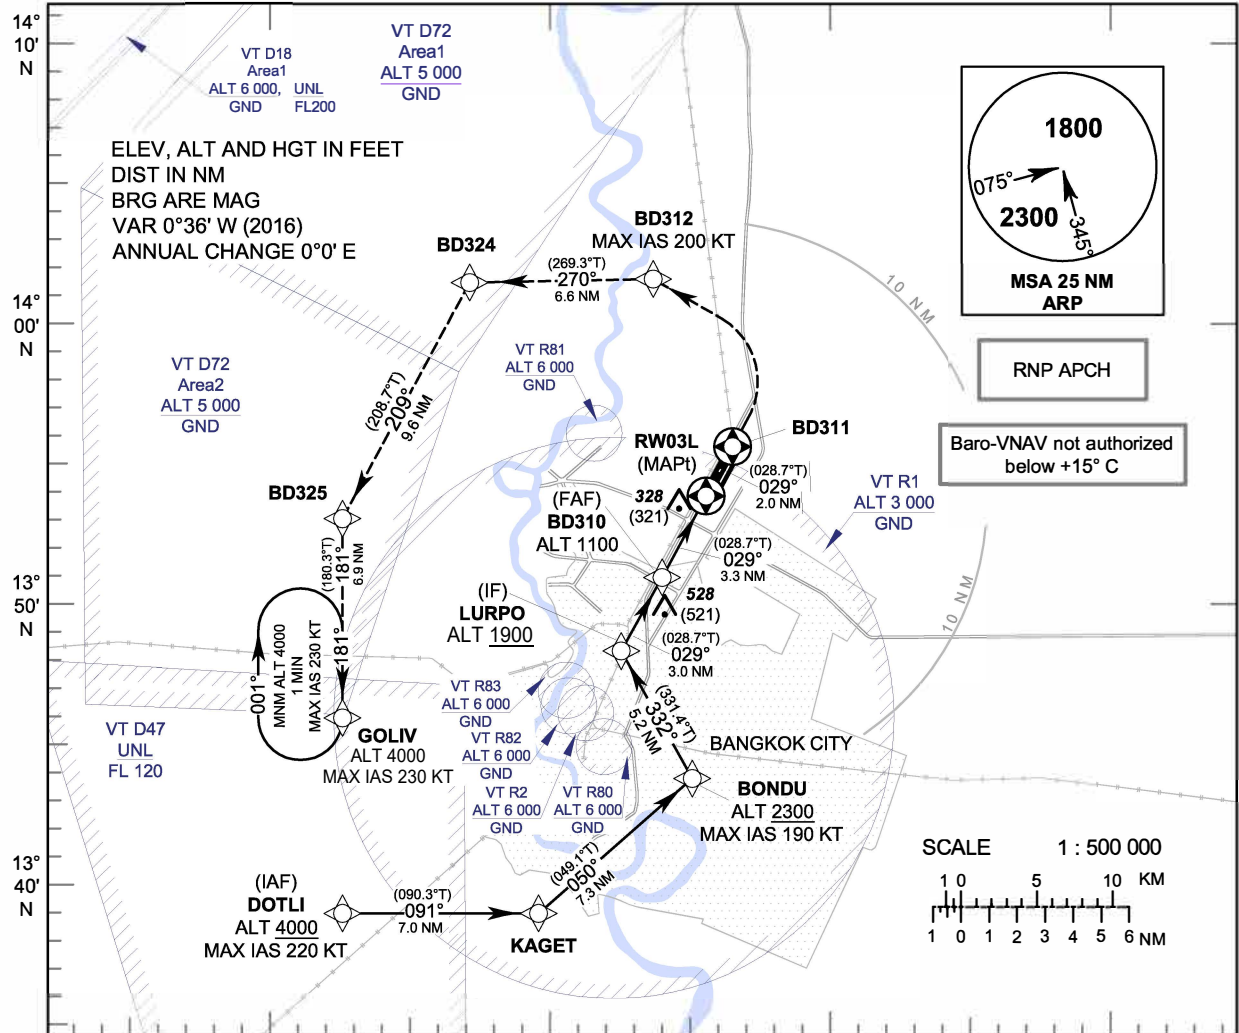 14°
10'
N
VT D18
Area1
ALT 6 000, UNL
GND FL200
VT D72
Area1
ALT 5 000
GND
ELEV, ALT AND HGT IN FEET
DIST IN NM
BRG ARE MAG
VAR 0°36' W (2016)
ANNUAL CHANGE 0°0' E
1800
075°
2300
345°
MSA 25 NM
ARP
BD324
BD312
MAX IAS 200 KT
(269.3°T)
270°
6.6 NM
10 NM
14°
00'
N
RNP APCH
Baro-VNAV not authorized
below +15° C
VT D72
Area2
ALT 5 000
GND
VT R81
ALT 6 000
GND
(208.7°T)
209°
9.6 NM
RW03L
(MAPt)
BD311
(028.7°T)
029°
2.0 NM
VT R1
ALT 3 000
GND
BD325
328
(321)
(FAF)
BD310
ALT 1100
(028.7°T)
029°
3.3 NM
(180.3°T)
181°
6.9 NM
13°
50'
N
528
(521)
(IF)
LURPO
ALT 1900
(028.7°T)
029°
3.0 NM
10 NM
181°
001°
MNM ALT 4000
1 MIN
MAX IAS 230 KT
GOLIV
ALT 4000
MAX IAS 230 KT
VT R83
ALT 6 000
GND
VT R82
ALT 6 000
GND
VT R2
ALT 6 000
GND
VT R80
ALT 6 000
GND
(331.4°T)
332°
5.2 NM
BANGKOK CITY
VT D47
UNL
FL 120
BONDU
ALT 2300
MAX IAS 190 KT
(049.1°T)
050°
7.3 NM
13°
40'
N
(IAF)
DOTLI
ALT 4000
MAX IAS 220 KT
(090.3°T)
091°
7.0 NM
KAGET
SCALE 1 : 500 000
1 0 5 10 KM
1 0 1 2 3 4 5 6 NM